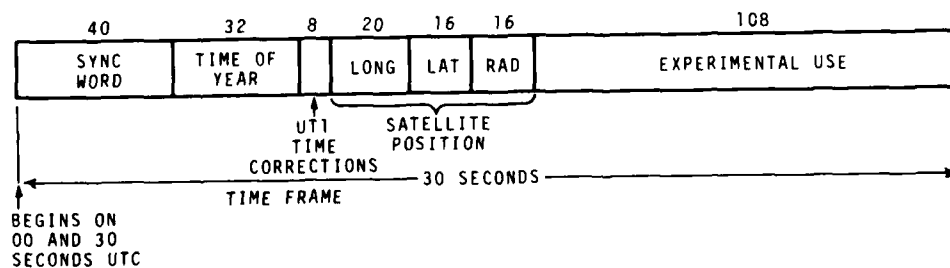 40 32 8 20 16 16 108
SYNC WORD
TIME OF YEAR
LONG
LAT
RAD
EXPERIMENTAL USE
UT1
TIME
CORRECTIONS
SATELLITE
POSITION
30 SECONDS
TIME FRAME
BEGINS ON
00 AND 30
SECONDS UTC